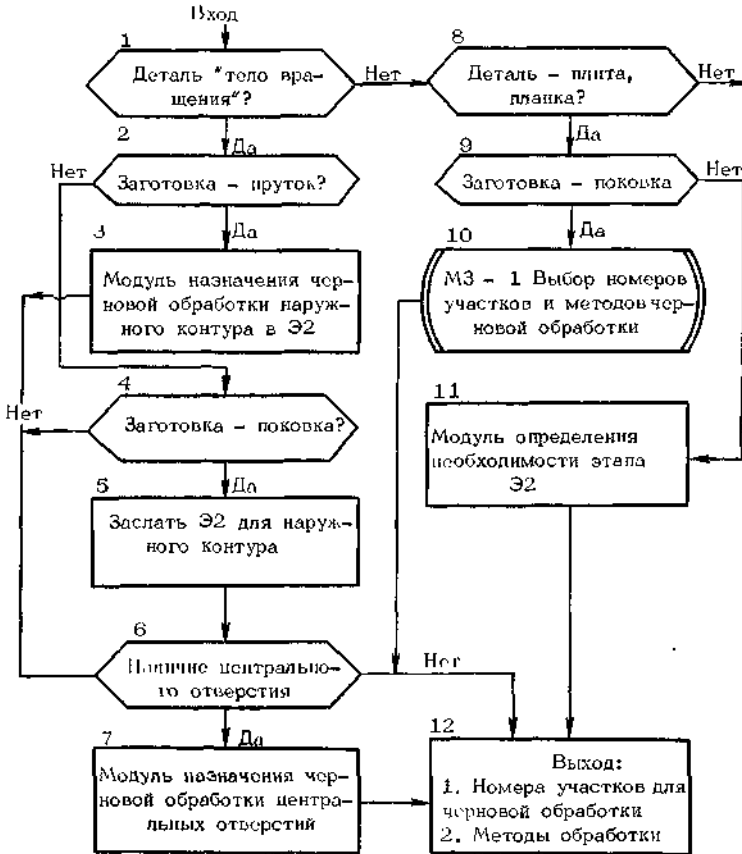 Вход
1
Деталь "тело вра-
щения"?
Нет
Да
2
Заготовка - пруток?
Нет
Да
3
Модуль назначения чер-
новой обработки наруж-
ного контура в Э2
4
Заготовка - поковка?
Нет
Да
5
Заслать Э2 для наруж-
ного контура
6
Наличие центрально-
го отверстия
Нет
Да
7
Модуль назначения чер-
новой обработки центра-
льных отверстий
8
Деталь - плита,
планка?
Нет
Да
9
Заготовка - поковка
Нет
Да
10
МЗ - 1 Выбор номеров
участков и методов чер-
новой обработки
11
Модуль определения
необходимости этапа
Э2
12
Выход:
1. Номера участков для
черновой обработки
2. Методы обработки